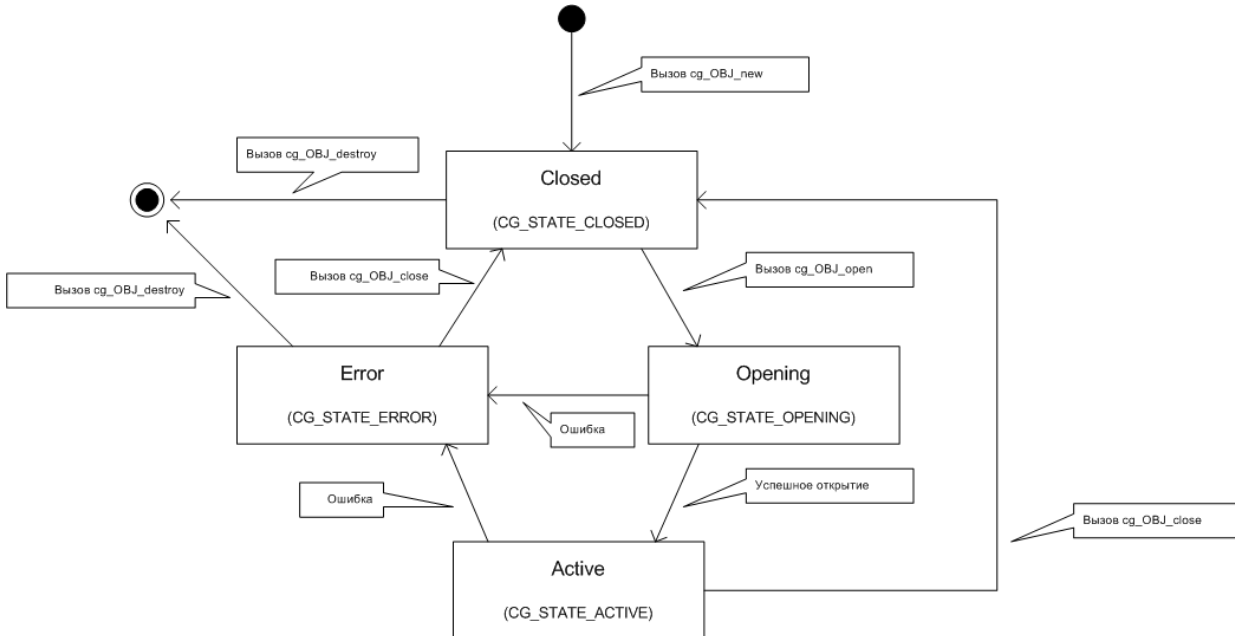 Вызов cg_OBJ_new
Вызов cg_OBJ_destroy
Closed
(CG_STATE_CLOSED)
Вызов cg_OBJ_close
Вызов cg_OBJ_open
Вызов cg_OBJ_destroy
Error
(CG_STATE_ERROR)
Opening
(CG_STATE_OPENING)
Ошибка
Ошибка
Успешное открытие
Вызов cg_OBJ_close
Active
(CG_STATE_ACTIVE)